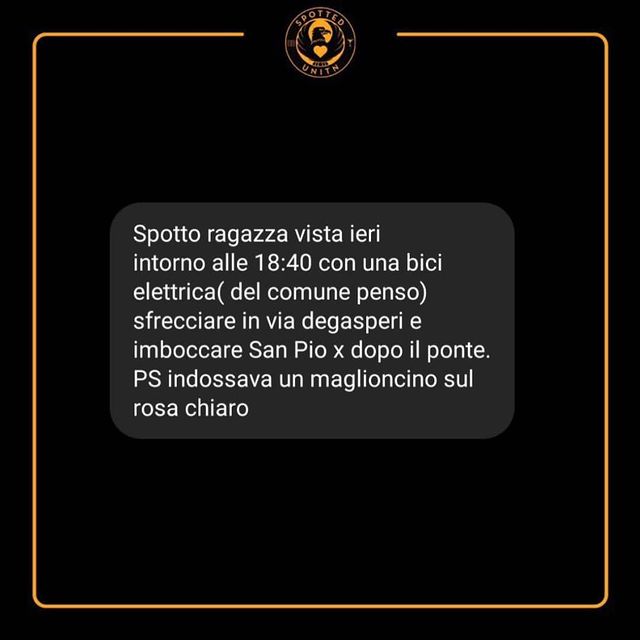 SPOTTED
UNITN
Spotto ragazza vista ieri
intorno alle 18:40 con una bici
elettrica( del comune penso)
sfrecciare in via degasperi e
imboccare San Pio x dopo il ponte.
PS indossava un maglioncino sul
rosa chiaro